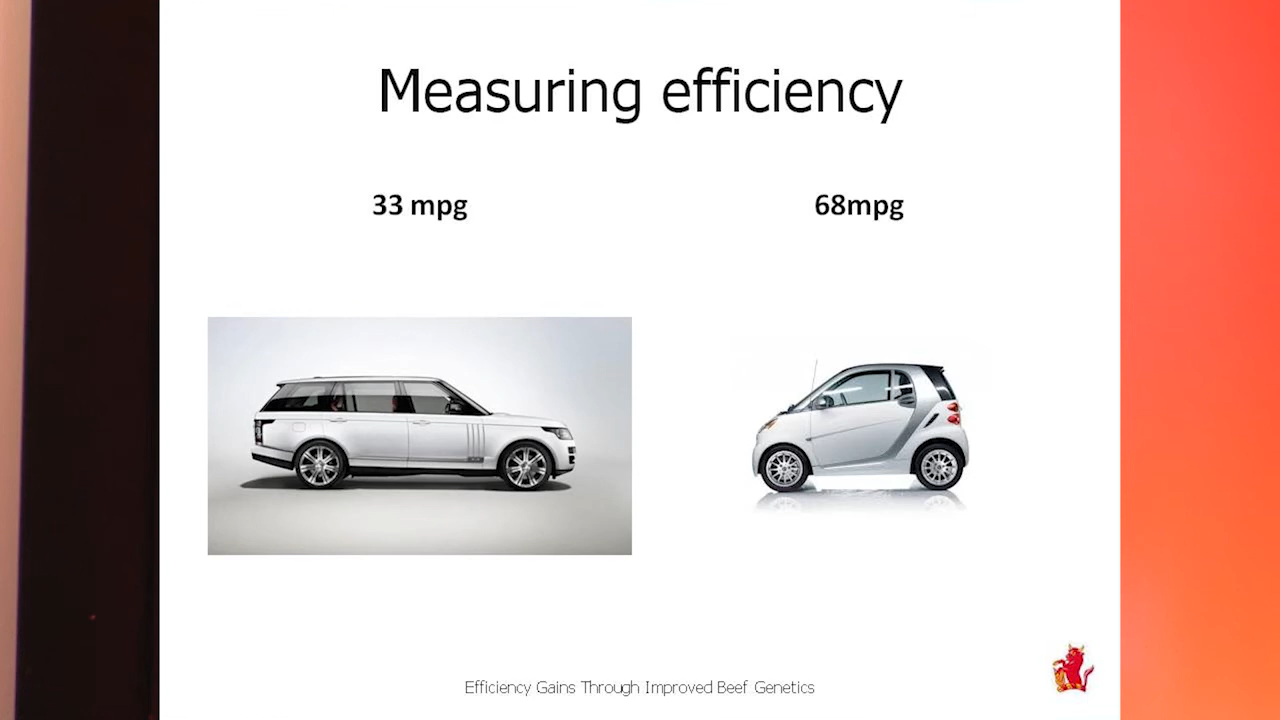 Measuring efficiency
33 mpg
68mpg
Efficiency Gains Through Improved Beef Genetics